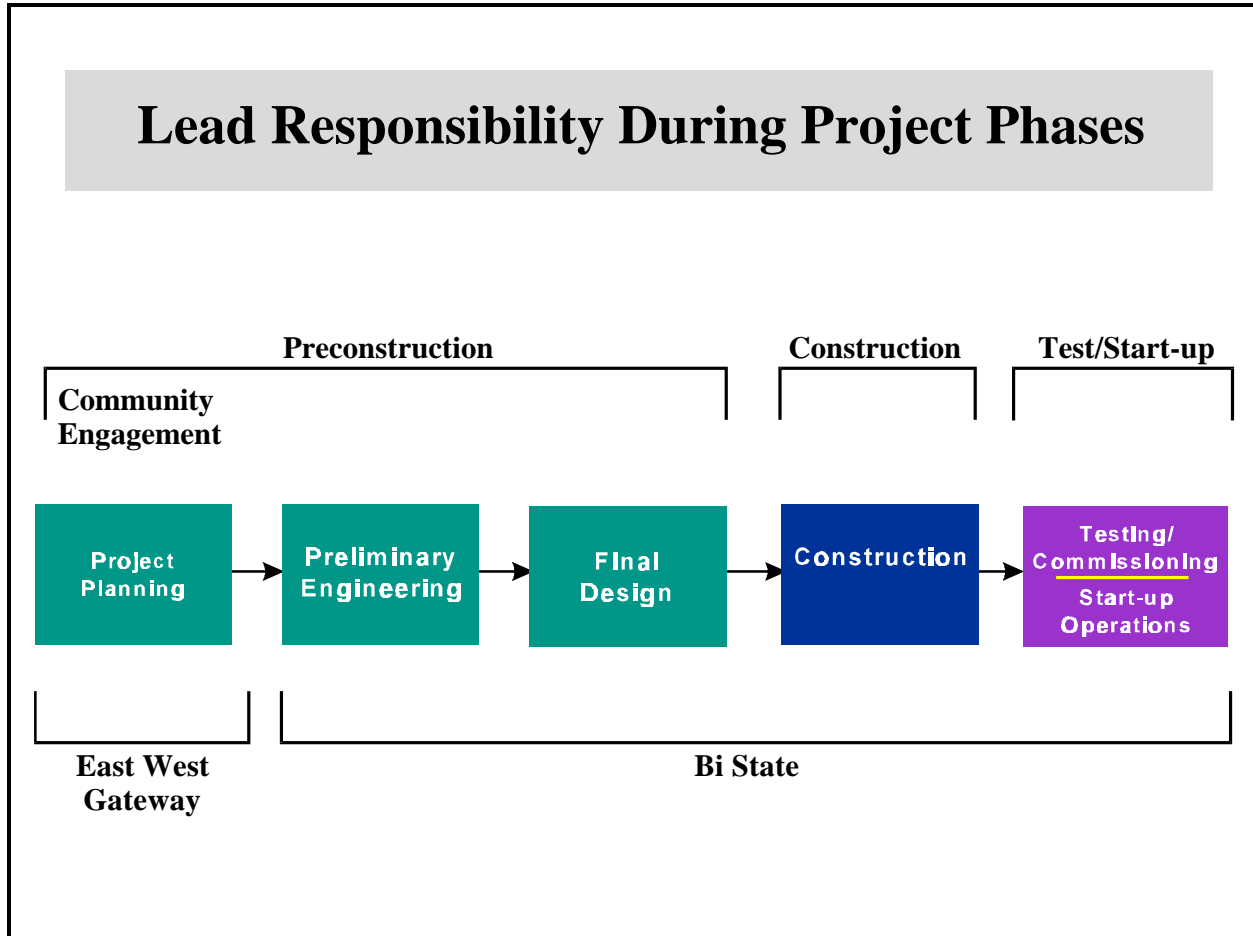 Lead Responsibility During Project Phases
Preconstruction
Construction
Test/Start-up
Community
Engagement
Project
Planning
Preliminary
Engineering
Final
Design
Construction
Testing/
Commissioning
Start-up
Operations
East West
Gateway
Bi State